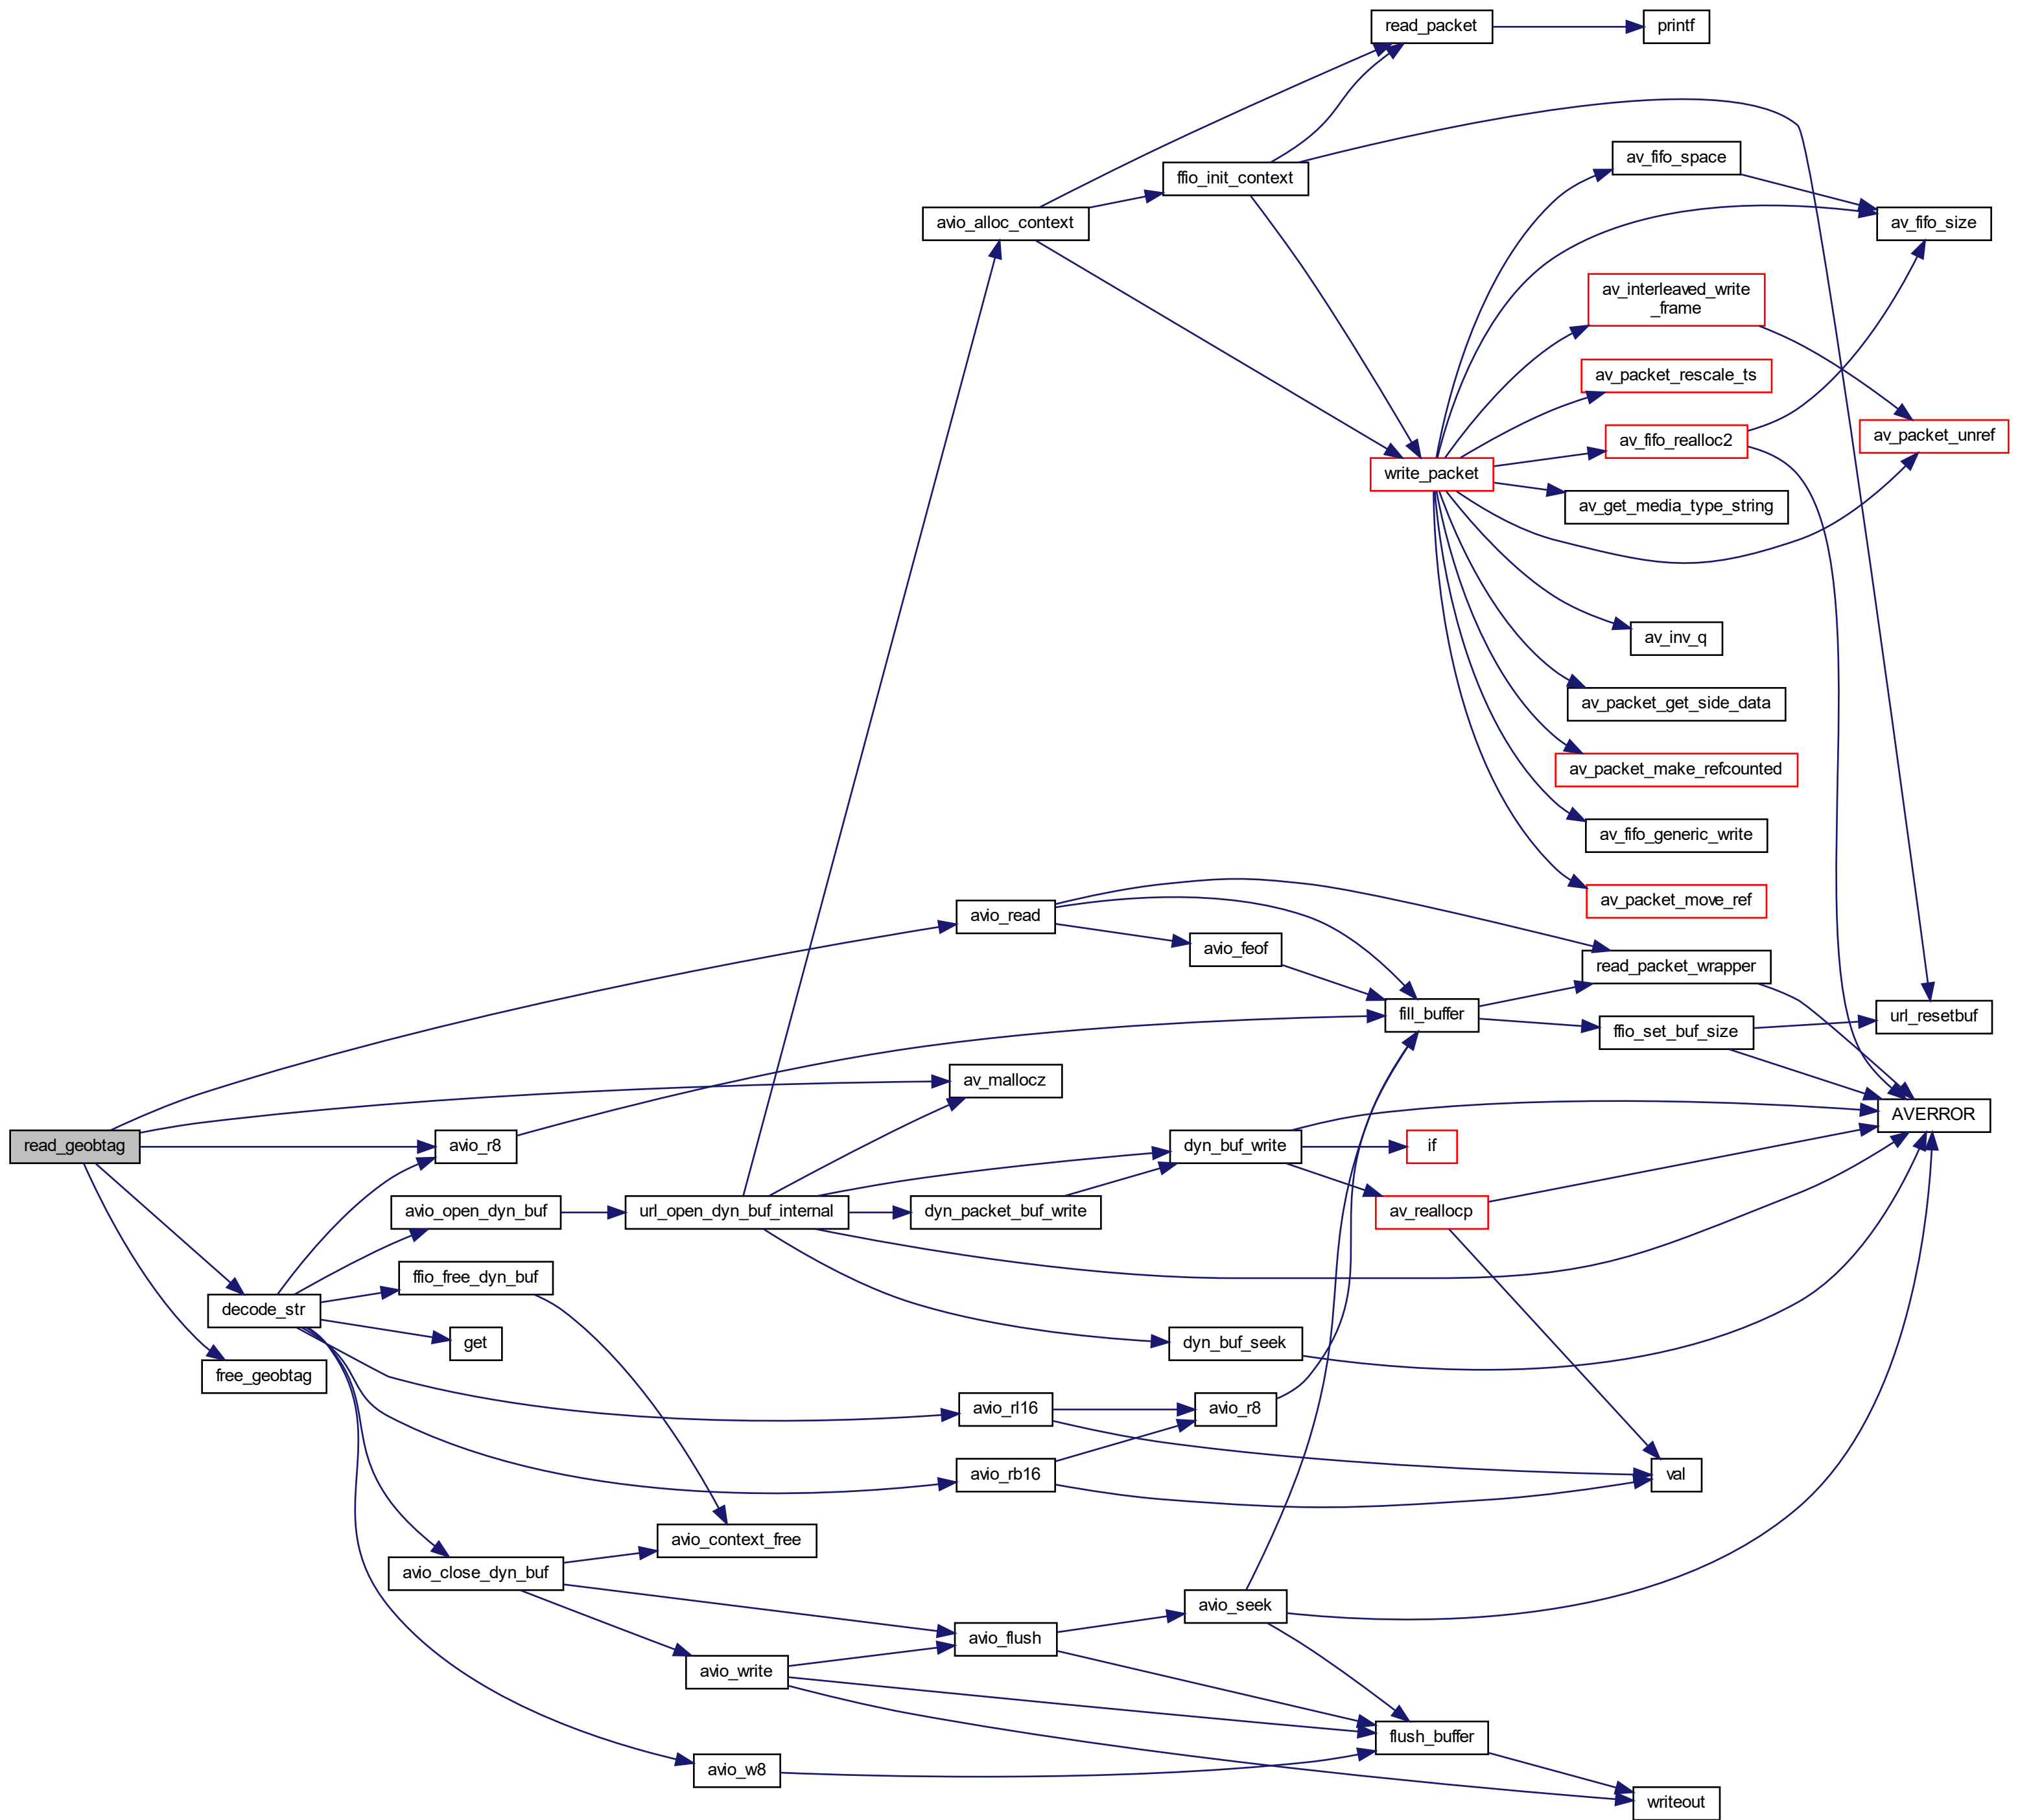 read_packet
printf
av_fifo_space
ffio_init_context
avio_alloc_context
av_fifo_size
av_interleaved_write
_frame
av_packet_rescale_ts
av_fifo_realloc2
av_packet_unref
write_packet
av_get_media_type_string
av_inv_q
av_packet_get_side_data
av_packet_make_refcounted
av_fifo_generic_write
av_packet_move_ref
avio_read
avio_feof
read_packet_wrapper
fill_buffer
url_resetbuf
ffio_set_buf_size
av_mallocz
AVERROR
read_geobtag
avio_r8
dyn_buf_write
if
avio_open_dyn_buf
url_open_dyn_buf_internal
dyn_packet_buf_write
av_reallocp
ffio_free_dyn_buf
decode_str
get
dyn_buf_seek
free_geobtag
avio_rl16
avio_r8
avio_rb16
val
avio_context_free
avio_close_dyn_buf
avio_seek
avio_flush
avio_write
flush_buffer
avio_w8
writeout